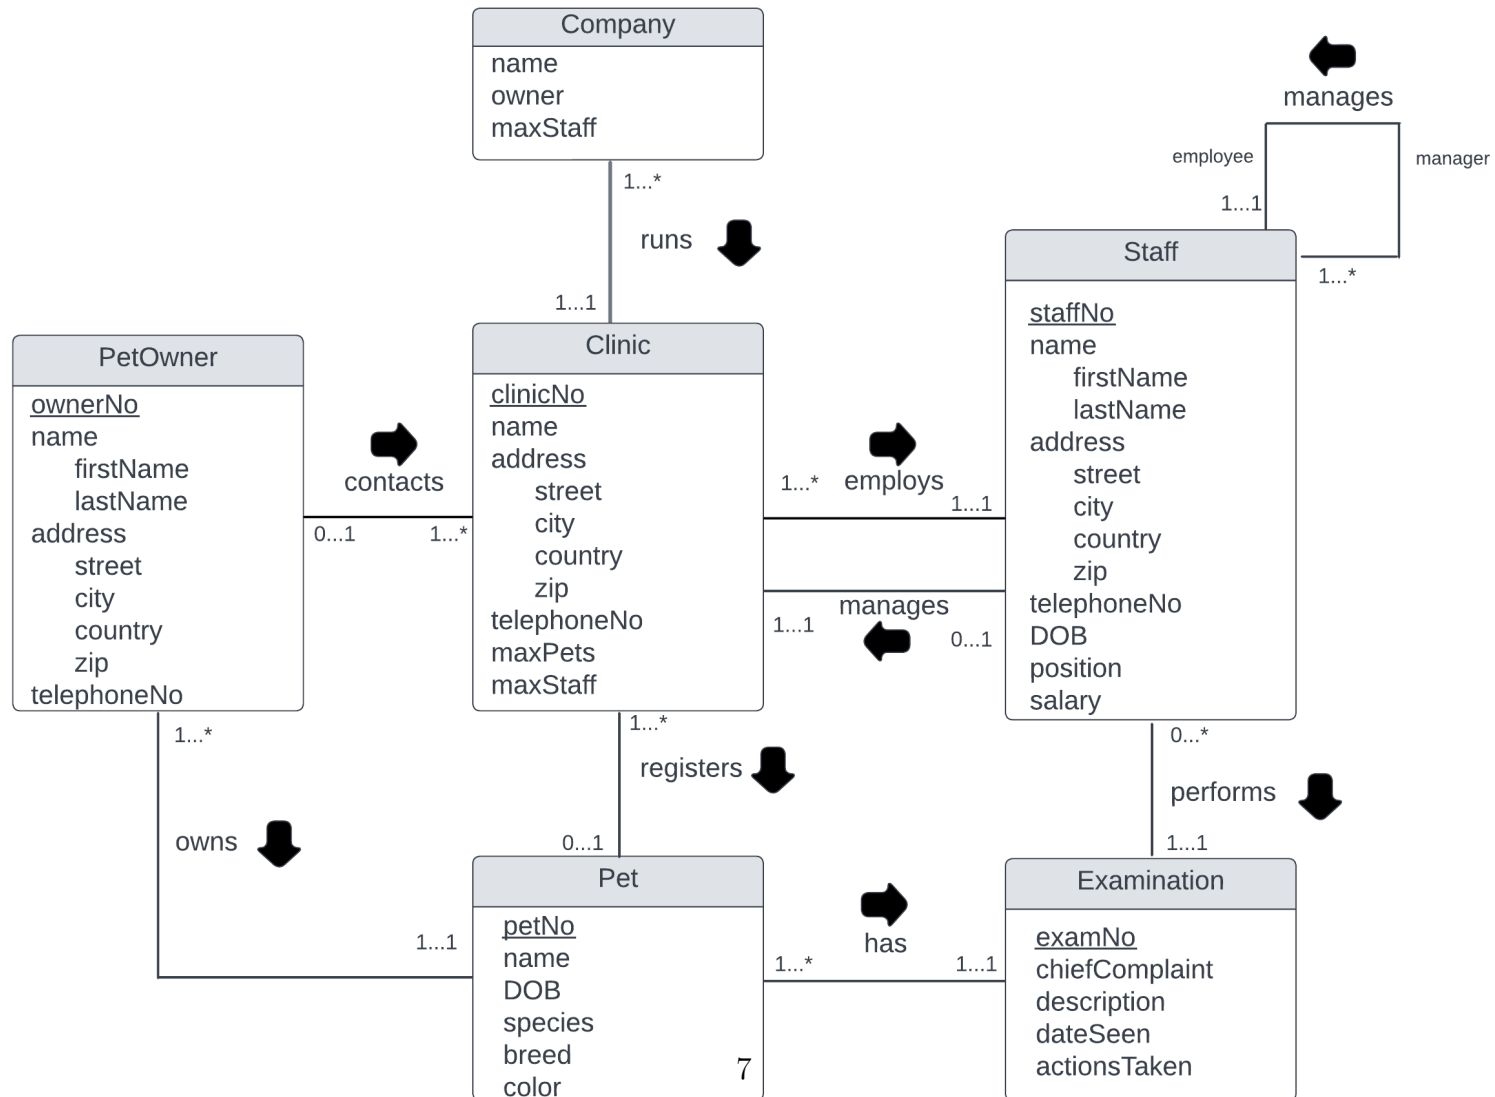 Company
name
owner
maxStaff
1...*
runs
1...1
manages
employee
manager
1...1
1...*
Staff
staffNo
name
firstName
lastName
address
street
city
country
zip
telephoneNo
DOB
position
salary
PetOwner
ownerNo
name
firstName
lastName
address
street
city
country
zip
telephoneNo
contacts
0...1
1...*
Clinic
clinicNo
name
address
street
city
country
zip
telephoneNo
maxPets
maxStaff
1...*
employs
1...1
manages
1...1
0...1
1...*
owns
1...1
1...*
registers
0...1
0...*
performs
1...1
Pet
petNo
name
DOB
species
breed
color
7
has
1...*
1...1
Examination
examNo
chiefComplaint
description
dateSeen
actionsTaken